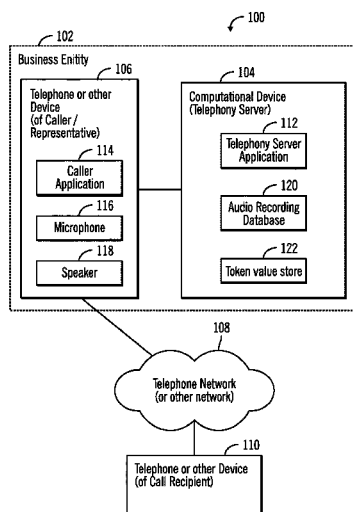 100
102
Business Enitity
106
Telephone or other
Device
(of Caller /
Representative)
114
Caller
Application
116
Microphone
118
Speaker
104
Computational Device
(Telephony Server)
112
Telephony Server
Application
120
Audio Recording
Database
122
Token value store
108
Telephone Network
(or other network)
110
Telephone or other Device
(of Call Recipient)